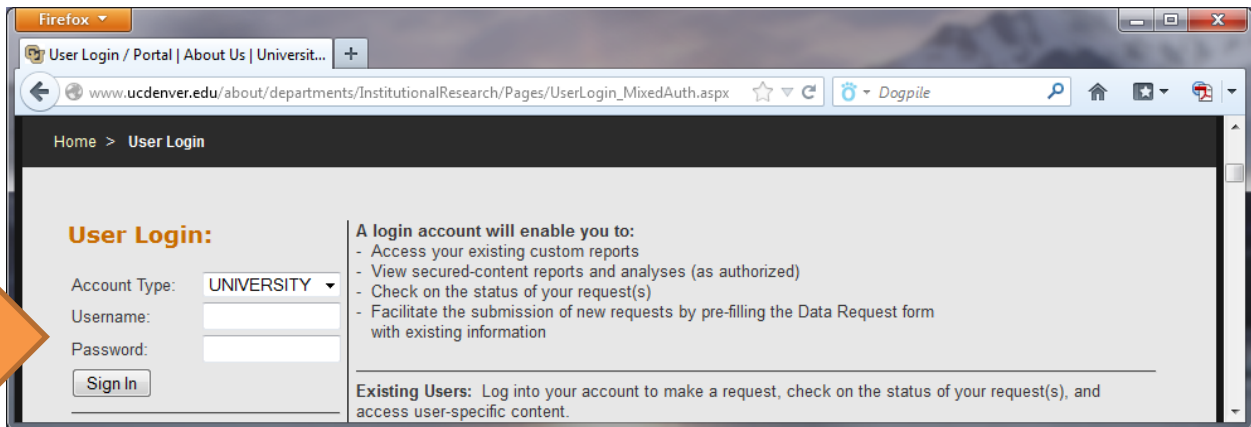 Firefox
User Login / Portal | About Us | Universit...
www.ucdenver.edu/about/departments/InstitutionalResearch/Pages/UserLogin_MixedAuth.aspx
Dogpile
Home > User Login
User Login:
Account Type: UNIVERSITY
Username:
Password:
Sign In
A login account will enable you to:
- Access your existing custom reports
- View secured-content reports and analyses (as authorized)
- Check on the status of your request(s)
- Facilitate the submission of new requests by pre-filling the Data Request form
with existing information
Existing Users: Log into your account to make a request, check on the status of your request(s), and
access user-specific content.